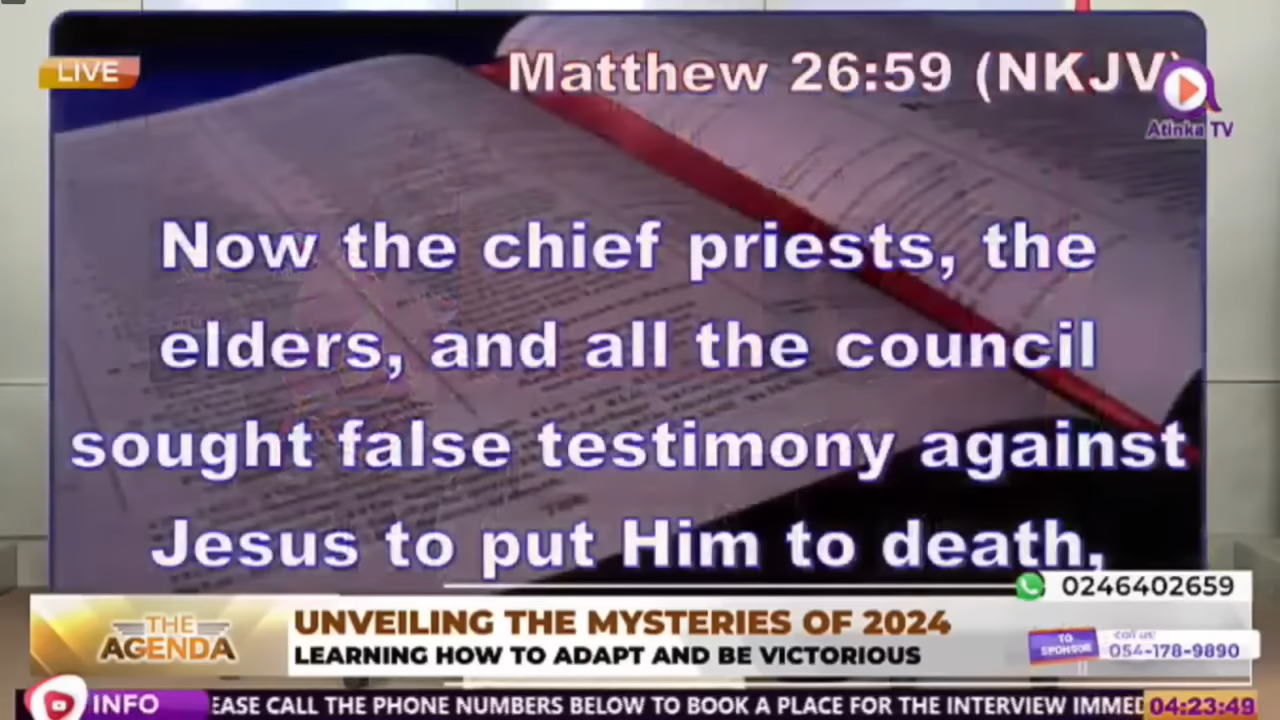 LIVE
Matthew 26:59 (NKJV)
Atinka TV
Now the chief priests, the
elders, and all the council
sought false testimony against
Jesus to put Him to death,
0246402659
THE
AGENDA
UNVEILING THE MYSTERIES OF 2024
LEARNING HOW TO ADAPT AND BE VICTORIOUS
TO
SPONSOR
call us!
054-178-9890
INFO
EASE CALL THE PHONE NUMBERS BELOW TO BOOK A PLACE FOR THE INTERVIEW IMMED
04:23:49